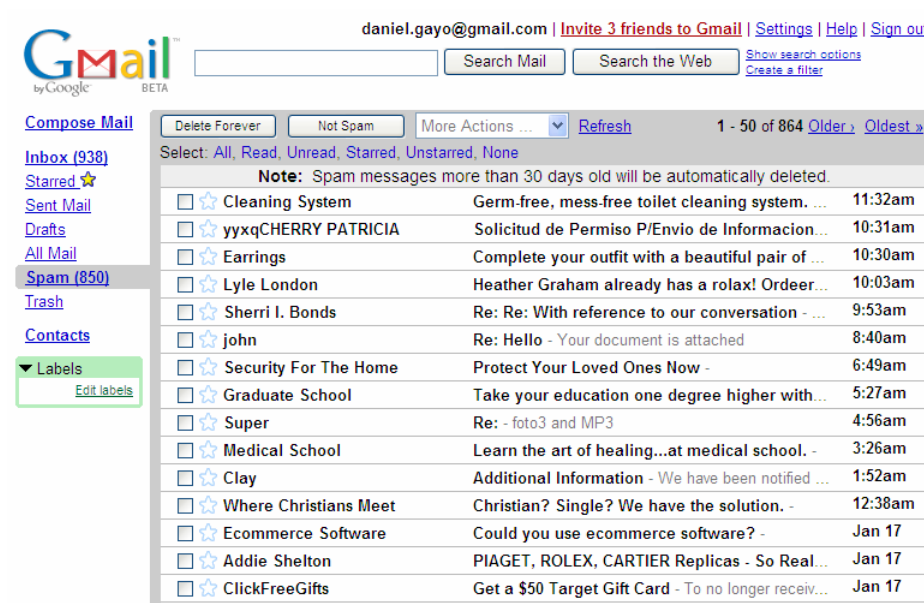 daniel.gayo@gmail.com | Invite 3 friends to Gmail | Settings | Help | Sign ou
Gmail™ by Google BETA
Search Mail Search the Web Show search options
Create a filter
Compose Mail
Inbox (938)
Starred
Sent Mail
Drafts
All Mail
Spam (850)
Trash
Contacts
Labels
Edit labels
Delete Forever Not Spam More Actions ... Refresh 1 - 50 of 864 Older › Oldest »
Select: All, Read, Unread, Starred, Unstarred, None
Note: Spam messages more than 30 days old will be automatically deleted.
Cleaning System Germ-free, mess-free toilet cleaning system. ... 11:32am
yyxqCHERRY PATRICIA Solicitud de Permiso P/Envio de Informacion... 10:31am
Earrings Complete your outfit with a beautiful pair of ... 10:30am
Lyle London Heather Graham already has a rolax! Ordeer... 10:03am
Sherri I. Bonds Re: Re: With reference to our conversation - ... 9:53am
john Re: Hello - Your document is attached 8:40am
Security For The Home Protect Your Loved Ones Now - 6:49am
Graduate School Take your education one degree higher with... 5:27am
Super Re: - foto3 and MP3 4:56am
Medical School Learn the art of healing...at medical school. - 3:26am
Clay Additional Information - We have been notified ... 1:52am
Where Christians Meet Christian? Single? We have the solution. - 12:38am
Ecommerce Software Could you use ecommerce software? - Jan 17
Addie Shelton PIAGET, ROLEX, CARTIER Replicas - So Real... Jan 17
ClickFreeGifts Get a $50 Target Gift Card - To no longer receiv... Jan 17